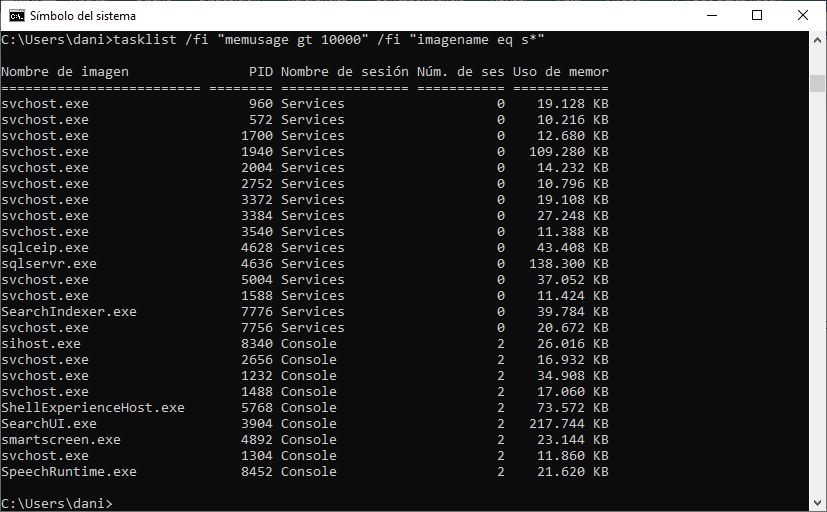 Símbolo del sistema
C:\Users\dani>tasklist /fi "memusage gt 10000" /fi "imagename eq s*"
Nombre de imagen               PID Nombre de sesión Núm. de ses Uso de memor
========================= ======== ================ =========== ============
svchost.exe                    960 Services                   0    19.128 KB
svchost.exe                    572 Services                   0    10.216 KB
svchost.exe                   1700 Services                   0    12.680 KB
svchost.exe                   1940 Services                   0   109.280 KB
svchost.exe                   2004 Services                   0    14.232 KB
svchost.exe                   2752 Services                   0    10.796 KB
svchost.exe                   3372 Services                   0    19.108 KB
svchost.exe                   3384 Services                   0    27.248 KB
svchost.exe                   3540 Services                   0    11.388 KB
sqlceip.exe                   4628 Services                   0    43.408 KB
sqlservr.exe                  4636 Services                   0   138.300 KB
svchost.exe                   5004 Services                   0    37.052 KB
svchost.exe                   1588 Services                   0    11.424 KB
SearchIndexer.exe             7776 Services                   0    39.784 KB
svchost.exe                   7756 Services                   0    20.672 KB
sihost.exe                    8340 Console                    2    26.016 KB
svchost.exe                   2656 Console                    2    16.932 KB
svchost.exe                   1232 Console                    2    34.908 KB
svchost.exe                   1488 Console                    2    17.060 KB
ShellExperienceHost.exe       5768 Console                    2    73.572 KB
SearchUI.exe                  3904 Console                    2   217.744 KB
smartscreen.exe               4892 Console                    2    23.144 KB
svchost.exe                   1304 Console                    2    11.860 KB
SpeechRuntime.exe             8452 Console                    2    21.620 KB
C:\Users\dani>